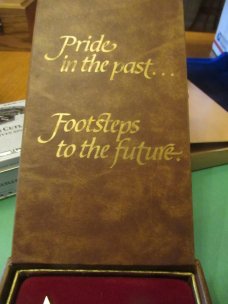 Pride
in the past...
Footsteps
to the future.